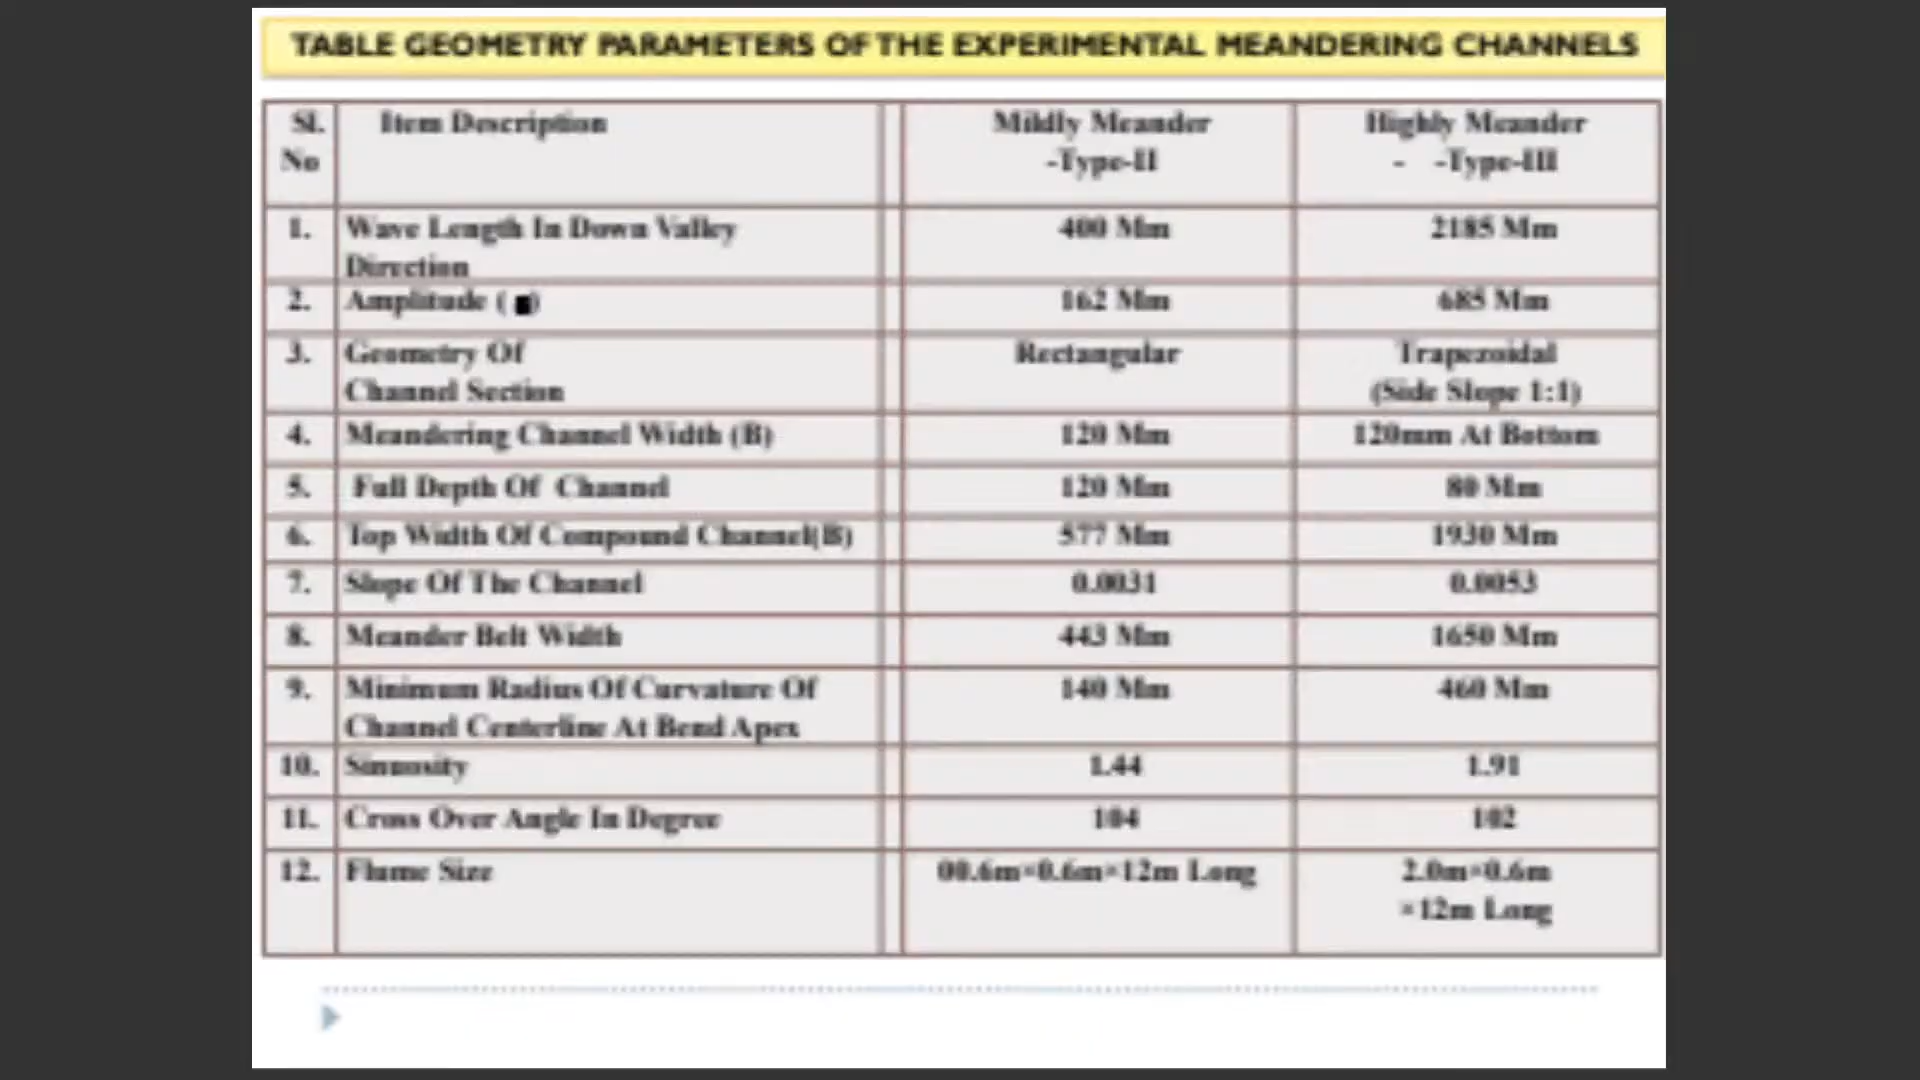 TABLE GEOMETRY PARAMETERS OF THE EXPERIMENTAL MEANDERING CHANNELS
Sl. No Item Description Mildly Meander -Type-II Highly Meander - -Type-III
1. Wave Length In Down Valley Direction 400 Mm 2185 Mm
2. Amplitude ( ) 162 Mm 685 Mm
3. Geometry Of Channel Section Rectangular Trapezoidal (Side Slope 1:1)
4. Meandering Channel Width (B) 120 Mm 120mm At Bottom
5. Full Depth Of Channel 120 Mm 80 Mm
6. Top Width Of Compound Channel(B) 577 Mm 1930 Mm
7. Slope Of The Channel 0.0031 0.0053
8. Meander Belt Width 443 Mm 1650 Mm
9. Minimum Radius Of Curvature Of Channel Centerline At Bend Apex 140 Mm 460 Mm
10. Sinuosity 1.44 1.91
11. Cross Over Angle In Degree 104 102
12. Flume Size 00.6m×0.6m×12m Long 2.0m×0.6m ×12m Long